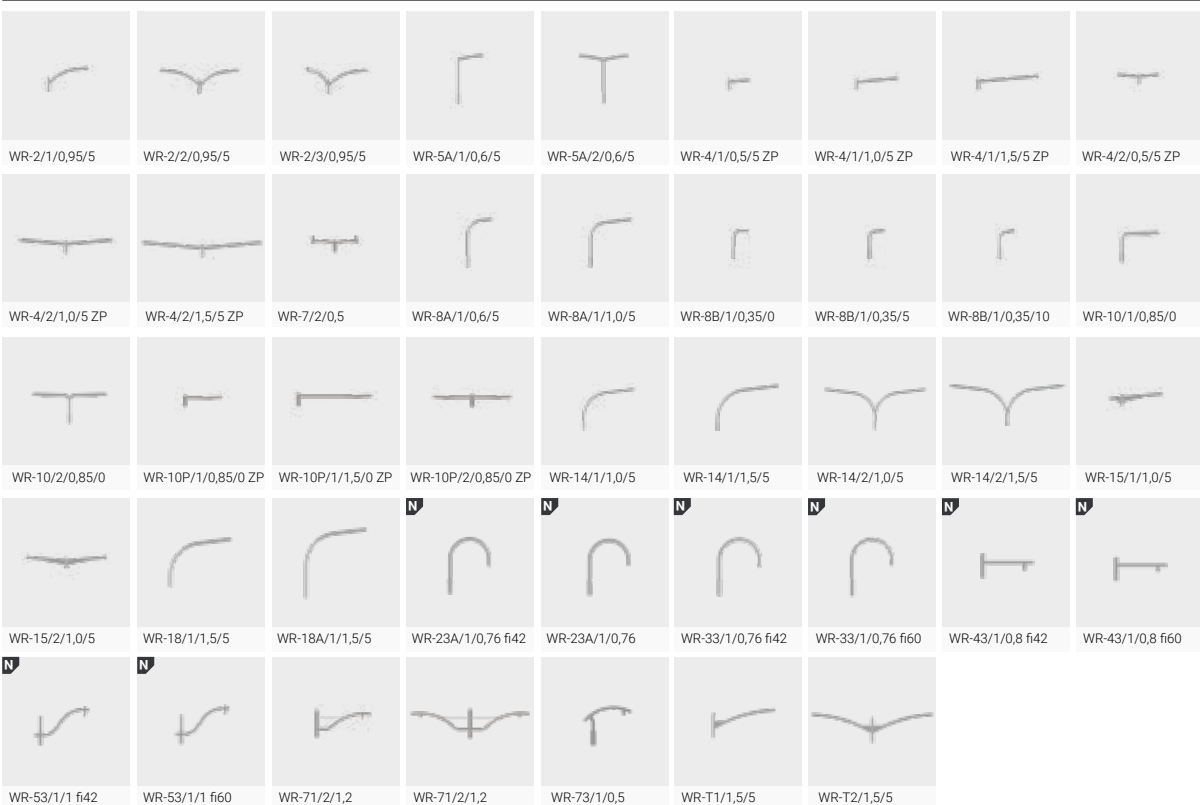 WR-2/1/0,95/5
WR-2/2/0,95/5
WR-2/3/0,95/5
WR-5A/1/0,6/5
WR-5A/2/0,6/5
WR-4/1/0,5/5 ZP
WR-4/1/1,0/5 ZP
WR-4/1/1,5/5 ZP
WR-4/2/0,5/5 ZP
WR-4/2/1,0/5 ZP
WR-4/2/1,5/5 ZP
WR-7/2/0,5
WR-8A/1/0,6/5
WR-8A/1/1,0/5
WR-8B/1/0,35/0
WR-8B/1/0,35/5
WR-8B/1/0,35/10
WR-10/1/0,85/0
WR-10/2/0,85/0
WR-10P/1/0,85/0 ZP
WR-10P/1/1,5/0 ZP
WR-10P/2/0,85/0 ZP
WR-14/1/1,0/5
WR-14/1/1,5/5
WR-14/2/1,0/5
WR-14/2/1,5/5
WR-15/1/1,0/5
WR-15/2/1,0/5
WR-18/1/1,5/5
WR-18A/1/1,5/5
N
WR-23A/1/0,76 fi42
N
WR-23A/1/0,76
N
WR-33/1/0,76 fi42
N
WR-33/1/0,76 fi60
N
WR-43/1/0,8 fi42
N
WR-43/1/0,8 fi60
N
WR-53/1/1 fi42
N
WR-53/1/1 fi60
WR-71/2/1,2
WR-71/2/1,2
WR-73/1/0,5
WR-T1/1,5/5
WR-T2/1,5/5